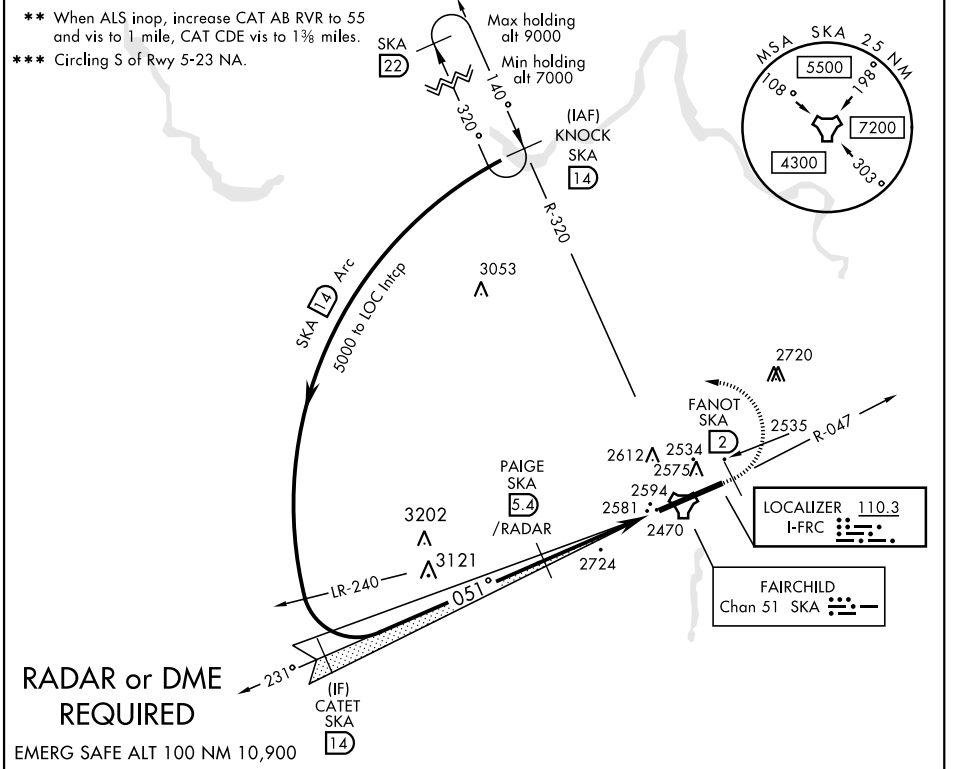 ** When ALS inop, increase CAT AB RVR to 55
and vis to 1 mile, CAT CDE vis to 1⅜ miles.
*** Circling S of Rwy 5-23 NA.
SKA
22
Max holding
alt 9000
Min holding
alt 7000
140°
320°
(IAF)
KNOCK
SKA
14
R-320
MSA SKA 25 NM
5500
108°
198°
7200
4300
303°
SKA 14 Arc
5000 to LOC Intcp
3053
2720
FANOT
SKA
2
2535
R-047
2612
2534
2575
PAIGE
SKA
5.4
/RADAR
2594
2581
2470
LOCALIZER 110.3
I-FRC
3202
3121
2724
LR-240
051°
FAIRCHILD
Chan 51 SKA
231°
(IF)
CATET
SKA
14
RADAR or DME
REQUIRED
EMERG SAFE ALT 100 NM 10,900